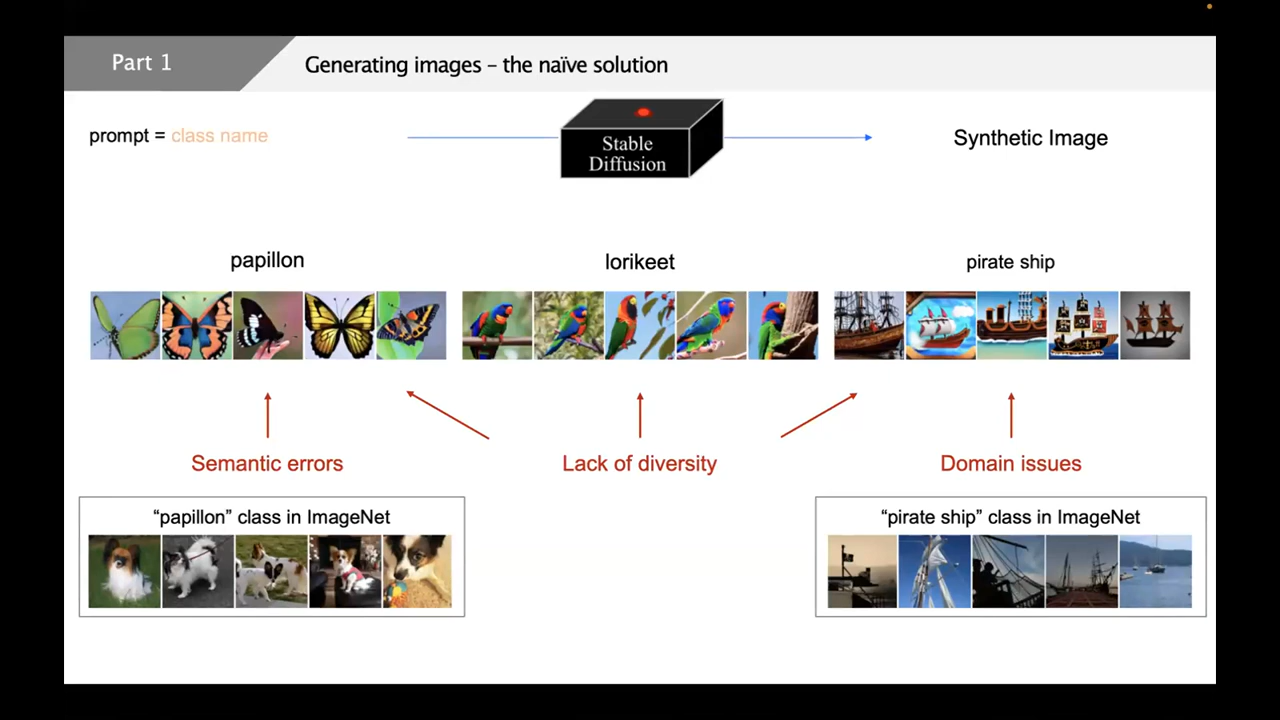 Part 1
Generating images – the naïve solution
prompt = class name
Stable
Diffusion
Synthetic Image
papillon
lorikeet
pirate ship
Semantic errors
Lack of diversity
Domain issues
“papillon” class in ImageNet
“pirate ship” class in ImageNet